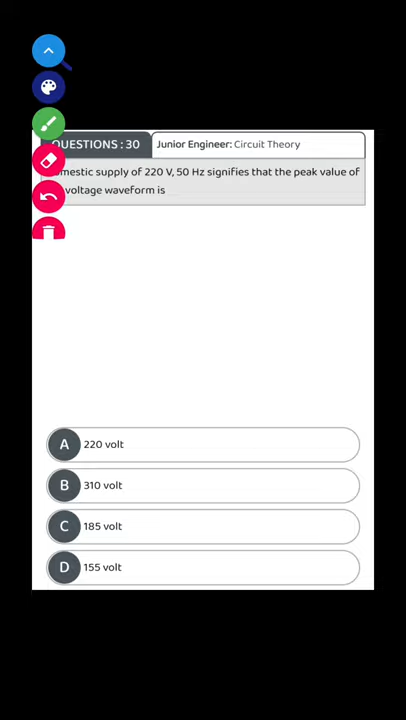 QUESTIONS : 30
Junior Engineer: Circuit Theory
mestic supply of 220 V, 50 Hz signifies that the peak value of
voltage waveform is
A 220 volt
B 310 volt
C 185 volt
D 155 volt